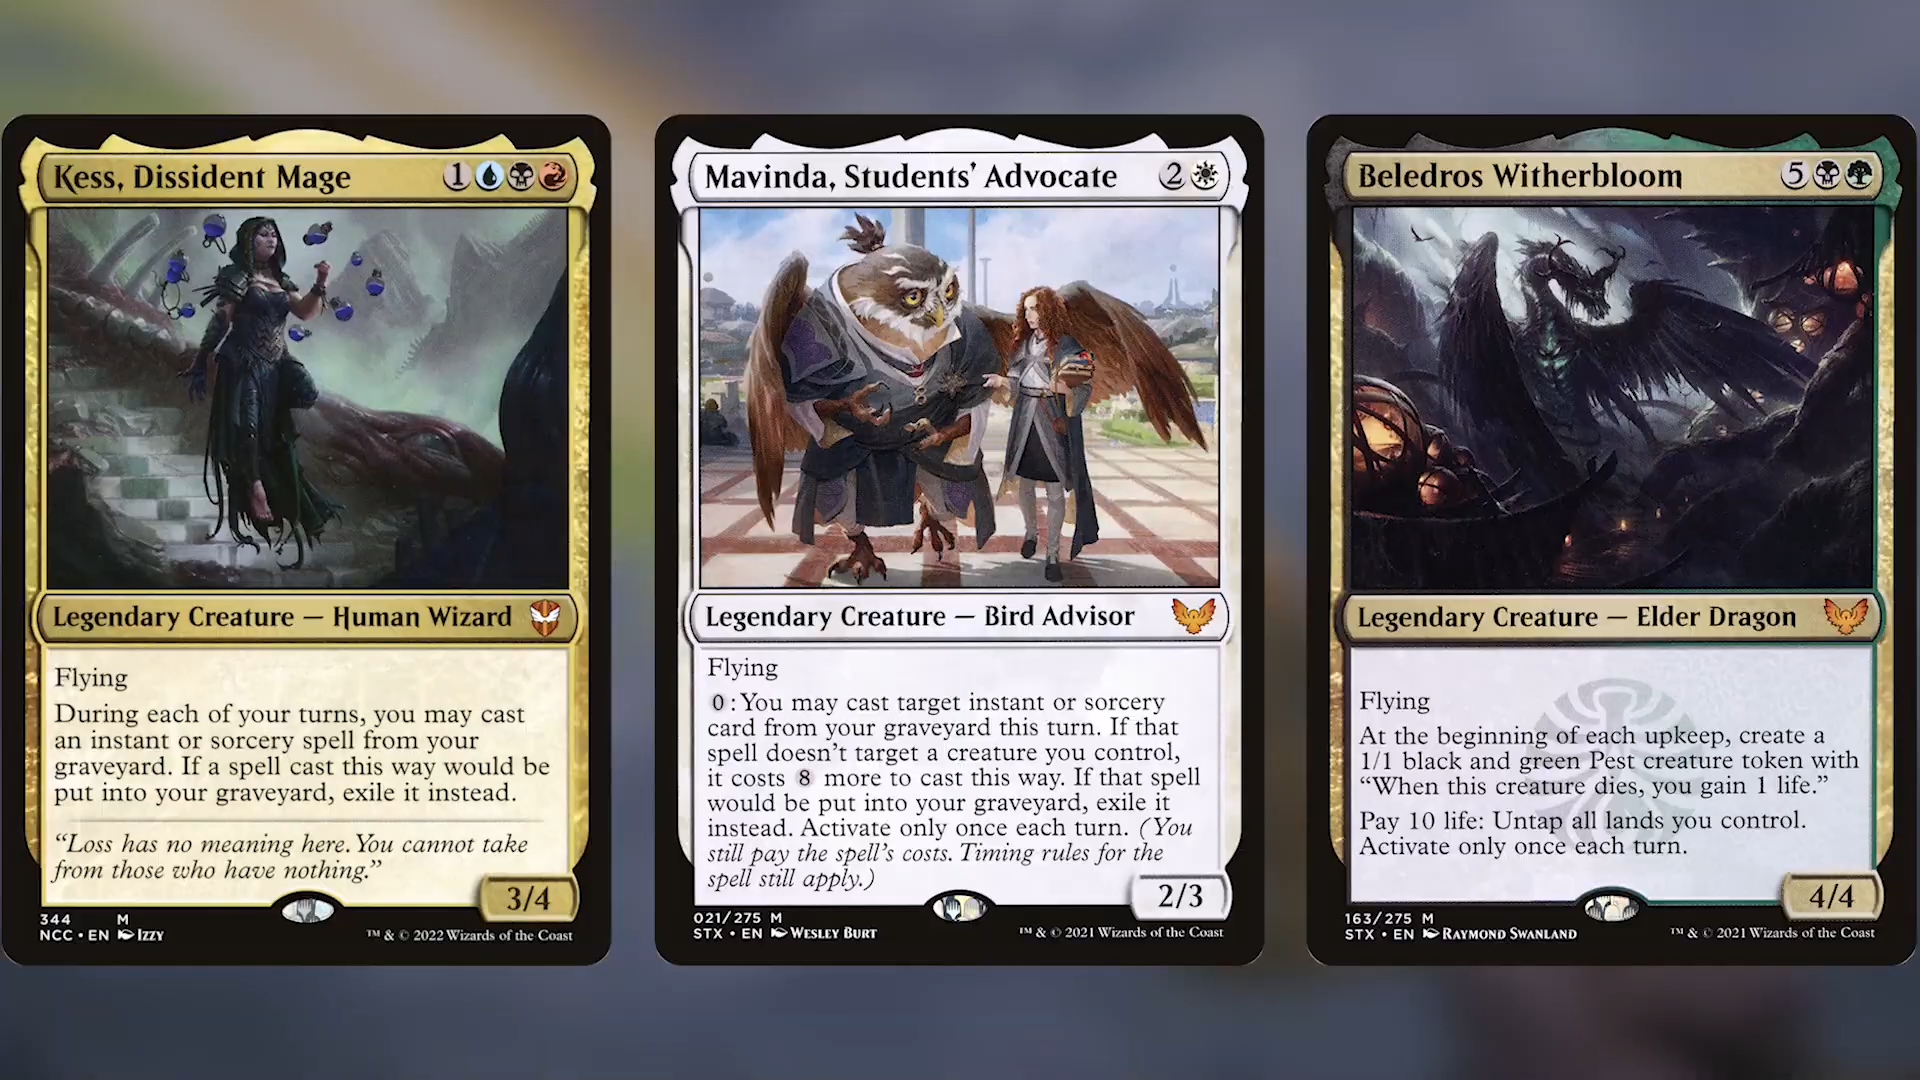 Kess, Dissident Mage 1
Legendary Creature — Human Wizard
Flying
During each of your turns, you may cast
an instant or sorcery spell from your
graveyard. If a spell cast this way would be
put into your graveyard, exile it instead.
“Loss has no meaning here. You cannot take
from those who have nothing.”
3/4
344 M
NCC • EN Izzy
™ & © 2022 Wizards of the Coast
Mavinda, Students’ Advocate 2
Legendary Creature — Bird Advisor
Flying
0: You may cast target instant or sorcery
card from your graveyard this turn. If that
spell doesn’t target a creature you control,
it costs 8 more to cast this way. If that spell
would be put into your graveyard, exile it
instead. Activate only once each turn. (You
still pay the spell’s costs. Timing rules for the
spell still apply.)
2/3
021/275 M
STX • EN Wesley Burt
™ & © 2021 Wizards of the Coast
Beledros Witherbloom 5
Legendary Creature — Elder Dragon
Flying
At the beginning of each upkeep, create a
1/1 black and green Pest creature token with
“When this creature dies, you gain 1 life.”
Pay 10 life: Untap all lands you control.
Activate only once each turn.
4/4
163/275 M
STX • EN Raymond Swanland
™ & © 2021 Wizards of the Coast